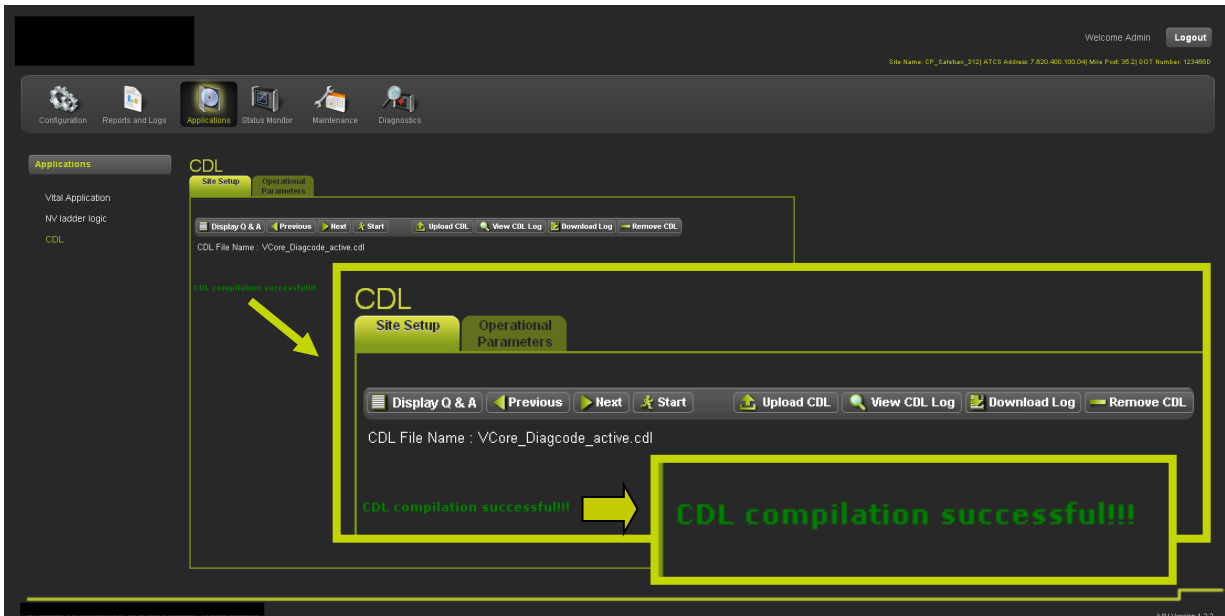 Welcome Admin Logout
Site Name: CP_Safetran_312| ATCS Address: 7.620.400.100.04| Mile Post: 35.2| DOT Number: 123456D
Configuration Reports and Logs Applications Status Monitor Maintenance Diagnostics
Applications
Vital Application
NV ladder logic
CDL
CDL
Site Setup
Operational
Parameters
Display Q & A Previous Next Start Upload CDL View CDL Log Download Log Remove CDL
CDL File Name : VCore_Diagcode_active.cdl
CDL compilation successful!!!
CDL
Site Setup
Operational
Parameters
Display Q & A Previous Next Start Upload CDL View CDL Log Download Log Remove CDL
CDL File Name : VCore_Diagcode_active.cdl
CDL compilation successful!!!
CDL compilation successful!!!